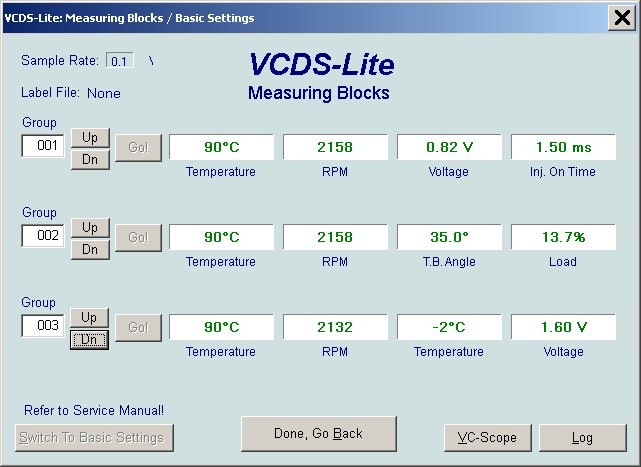 VCDS-Lite: Measuring Blocks / Basic Settings
Sample Rate: 0.1 \
VCDS-Lite
Label File: None
Measuring Blocks
Group
001 Up Dn Go! 90°C 2158 0.82 V 1.50 ms
Temperature RPM Voltage Inj. On Time
Group
002 Up Dn Go! 90°C 2158 35.0° 13.7%
Temperature RPM T.B. Angle Load
Group
003 Up Dn Go! 90°C 2132 -2°C 1.60 V
Temperature RPM Temperature Voltage
Refer to Service Manual!
Switch To Basic Settings Done, Go Back VC-Scope Log